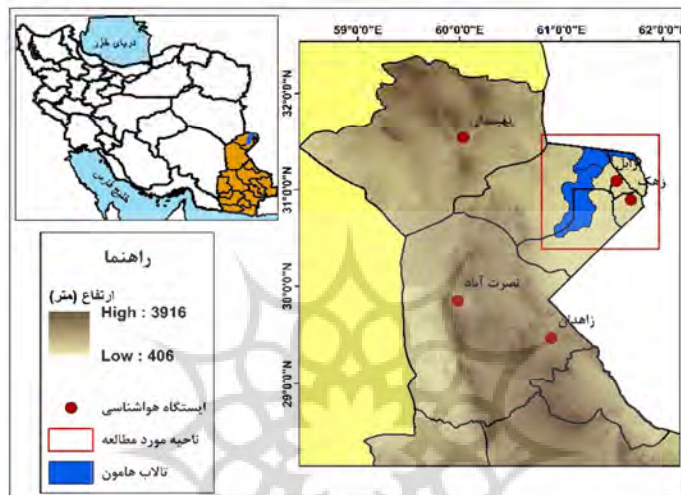 دریای خزر
خلیج فارس
59°0'0"E 60°0'0"E 61°0'0"E 62°0'0"E
32°0'0"N
31°0'0"N
30°0'0"N
29°0'0"N
نهبندان
زابل
زهک
نصرت آباد
زاهدان
راهنما
ارتفاع (متر)
High : 3916
Low : 406
ایستگاه هواشناسی
ناحیه مورد مطالعه
تالاب هامون